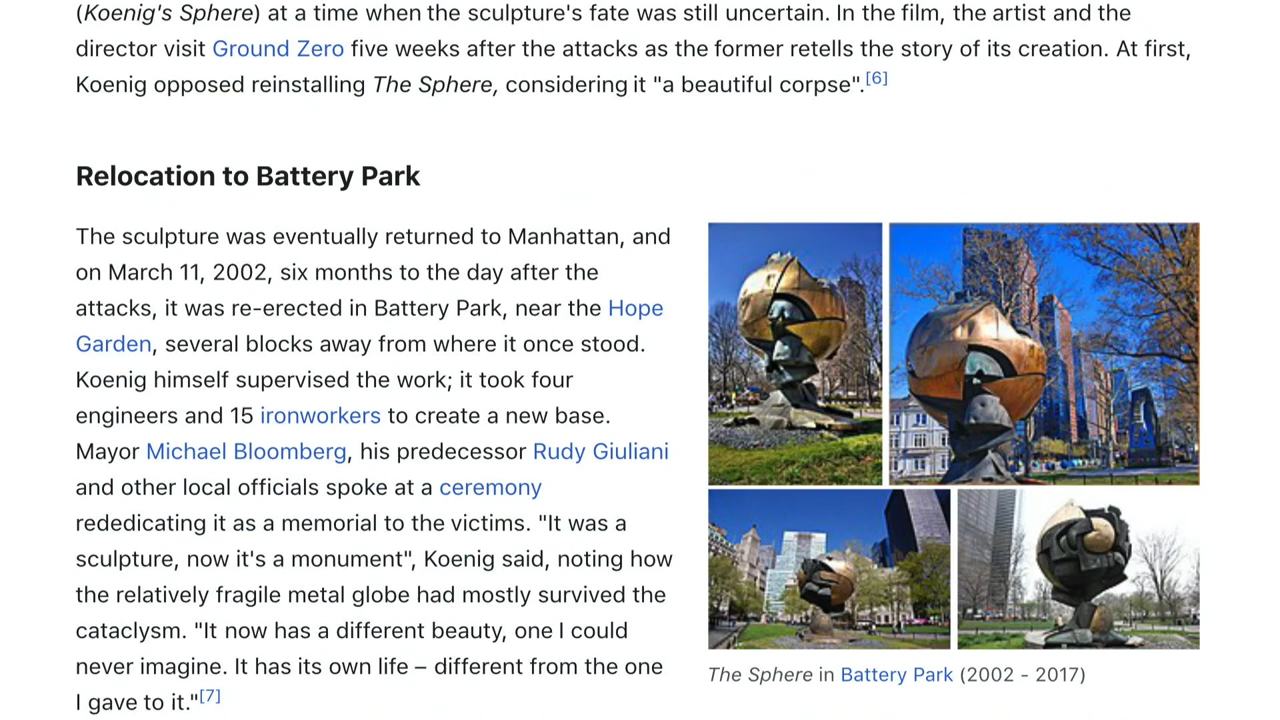 (Koenig's Sphere) at a time when the sculpture's fate was still uncertain. In the film, the artist and the
director visit Ground Zero five weeks after the attacks as the former retells the story of its creation. At first,
Koenig opposed reinstalling The Sphere, considering it "a beautiful corpse".[6]
Relocation to Battery Park
The sculpture was eventually returned to Manhattan, and
on March 11, 2002, six months to the day after the
attacks, it was re-erected in Battery Park, near the Hope
Garden, several blocks away from where it once stood.
Koenig himself supervised the work; it took four
engineers and 15 ironworkers to create a new base.
Mayor Michael Bloomberg, his predecessor Rudy Giuliani
and other local officials spoke at a ceremony
rededicating it as a memorial to the victims. "It was a
sculpture, now it's a monument", Koenig said, noting how
the relatively fragile metal globe had mostly survived the
cataclysm. "It now has a different beauty, one I could
never imagine. It has its own life – different from the one
I gave to it."[7]
The Sphere in Battery Park (2002 - 2017)